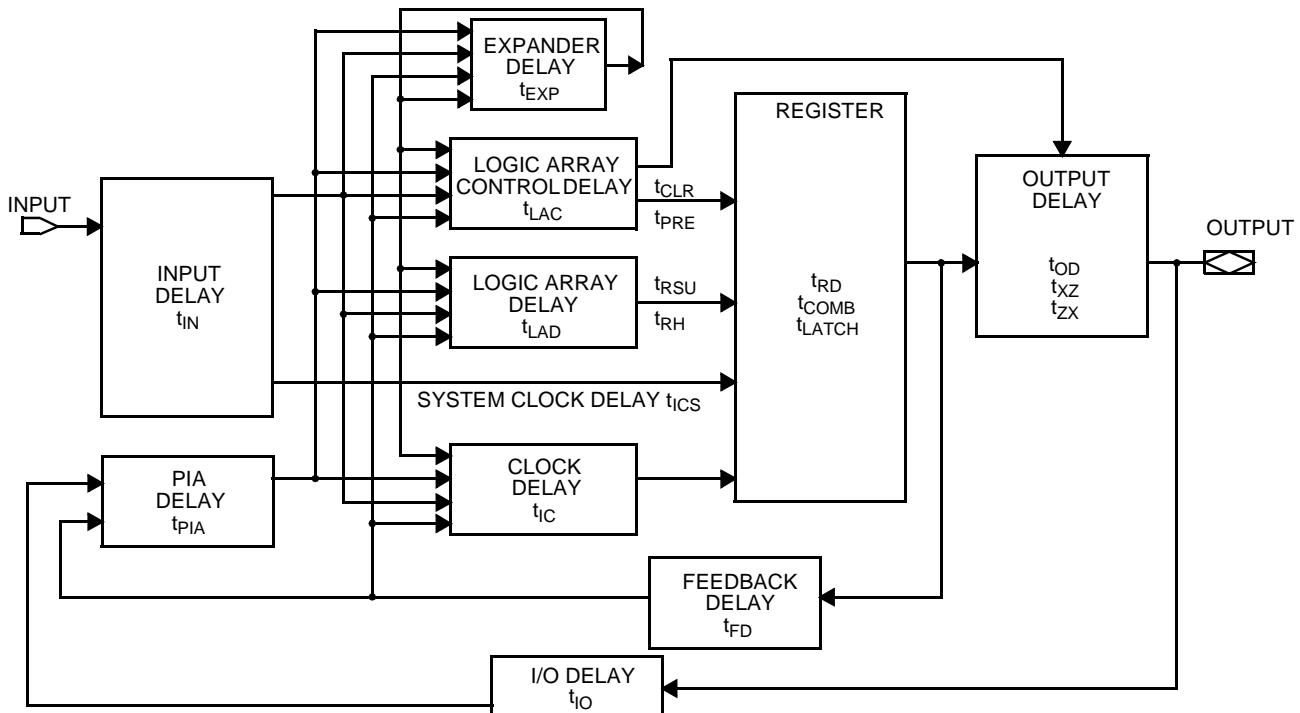 EXPANDER
DELAY
tEXP
REGISTER
LOGIC ARRAY
CONTROL DELAY
tLAC
tCLR
tPRE
OUTPUT
DELAY
tOD
tXZ
tZX
INPUT
OUTPUT
INPUT
DELAY
tIN
LOGIC ARRAY
DELAY
tLAD
tRSU
tRH
tRD
tCOMB
tLATCH
SYSTEM CLOCK DELAY tICS
PIA
DELAY
tPIA
CLOCK
DELAY
tIC
FEEDBACK
DELAY
tFD
I/O DELAY
tIO